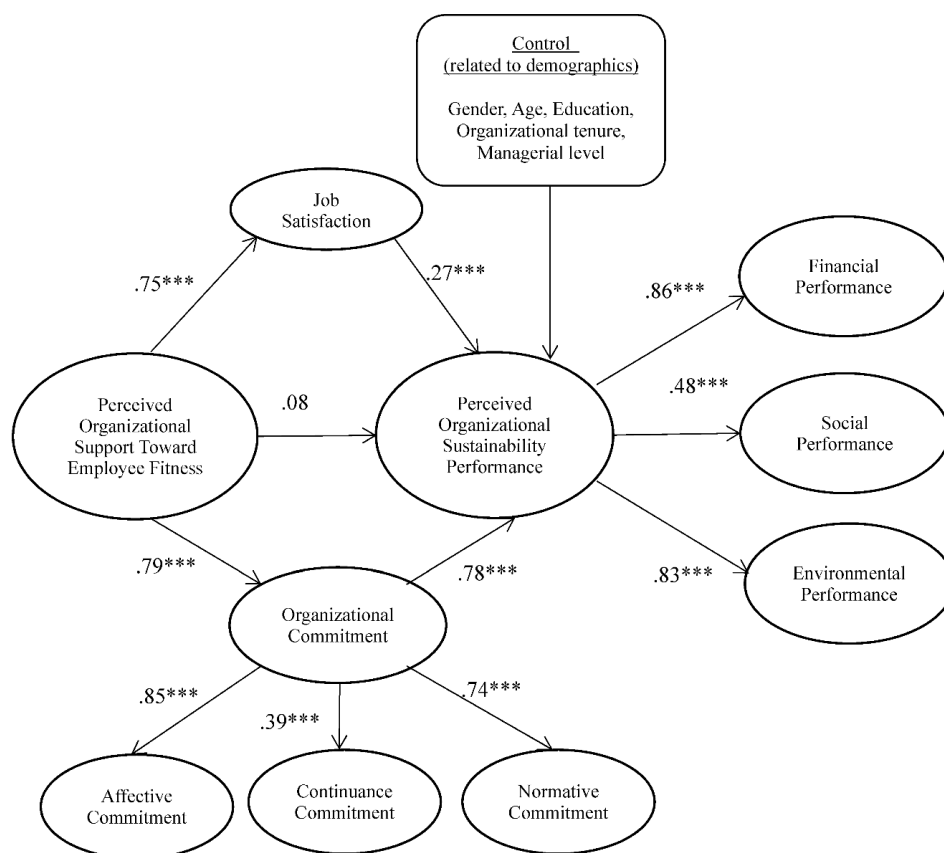 Control
(related to demographics)
Gender, Age, Education,
Organizational tenure,
Managerial level
Job
Satisfaction
.75***
.27***
Financial
Performance
.86***
Perceived
Organizational
Support Toward
Employee Fitness
.08
Perceived
Organizational
Sustainability
Performance
.48***
Social
Performance
.79***
.78***
.83***
Environmental
Performance
Organizational
Commitment
.85***
.39***
.74***
Affective
Commitment
Continuance
Commitment
Normative
Commitment